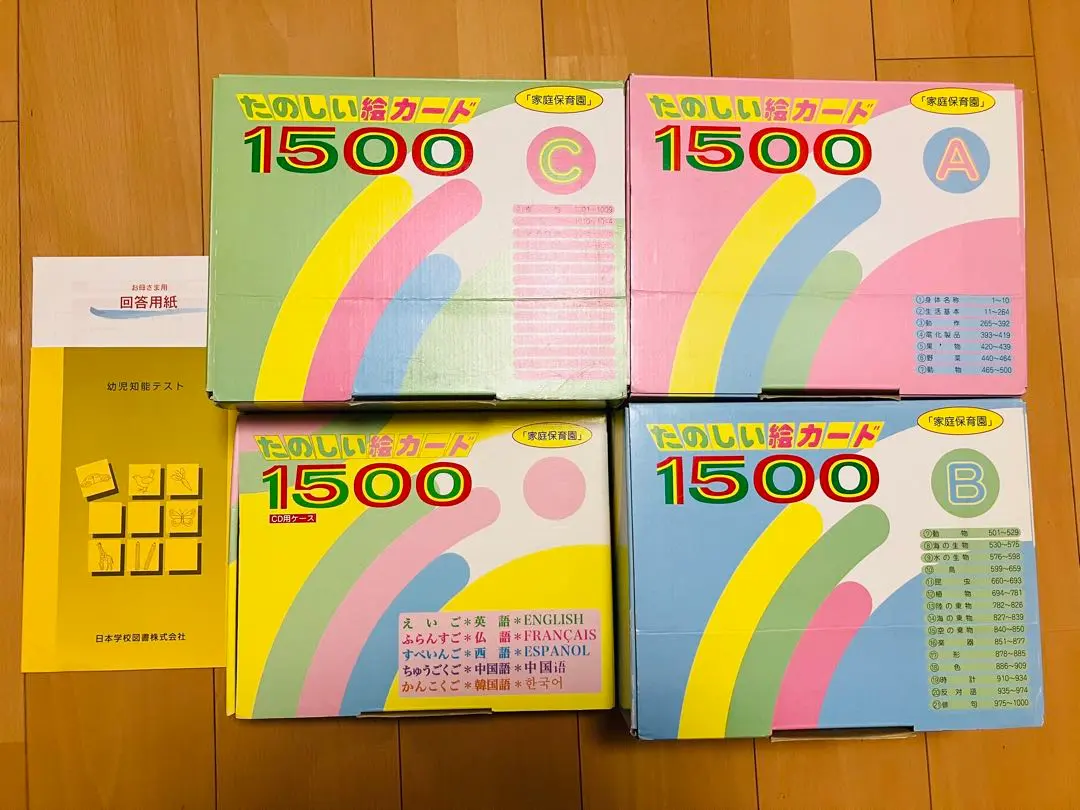 たのしい絵カード
1500
「家庭保育園」
C
たのしい絵カード
1500
「家庭保育園」
A
①身体名称 1~10
②生活基本 11~264
③動作 265~392
④電化製品 393~419
⑤果物 420~439
⑥野菜 440~464
⑦動物 465~500
お母さま用
回答用紙
幼児知能テスト
日本学校図書株式会社
たのしい絵カード
1500
CD用ケース
「家庭保育園」
えいご*英語*ENGLISH
ふらんすご*仏語*FRANÇAIS
すぺいんご*西語*ESPAÑOL
ちゅうごくご*中国語*中国语
かんこくご*韓国語*한국어
たのしい絵カード
1500
「家庭保育園」
B
⑦動物 501~529
⑧海の生物 530~575
⑨水の生物 576~598
⑩鳥 599~659
⑪昆虫 660~693
⑫植物 694~781
⑬陸の乗物 782~826
⑭海の乗物 827~839
⑮空の乗物 840~850
⑯楽器 851~877
⑰形 878~885
⑱色 886~909
⑲時計 910~934
⑳反対語 935~974
㉑俳句 975~1000